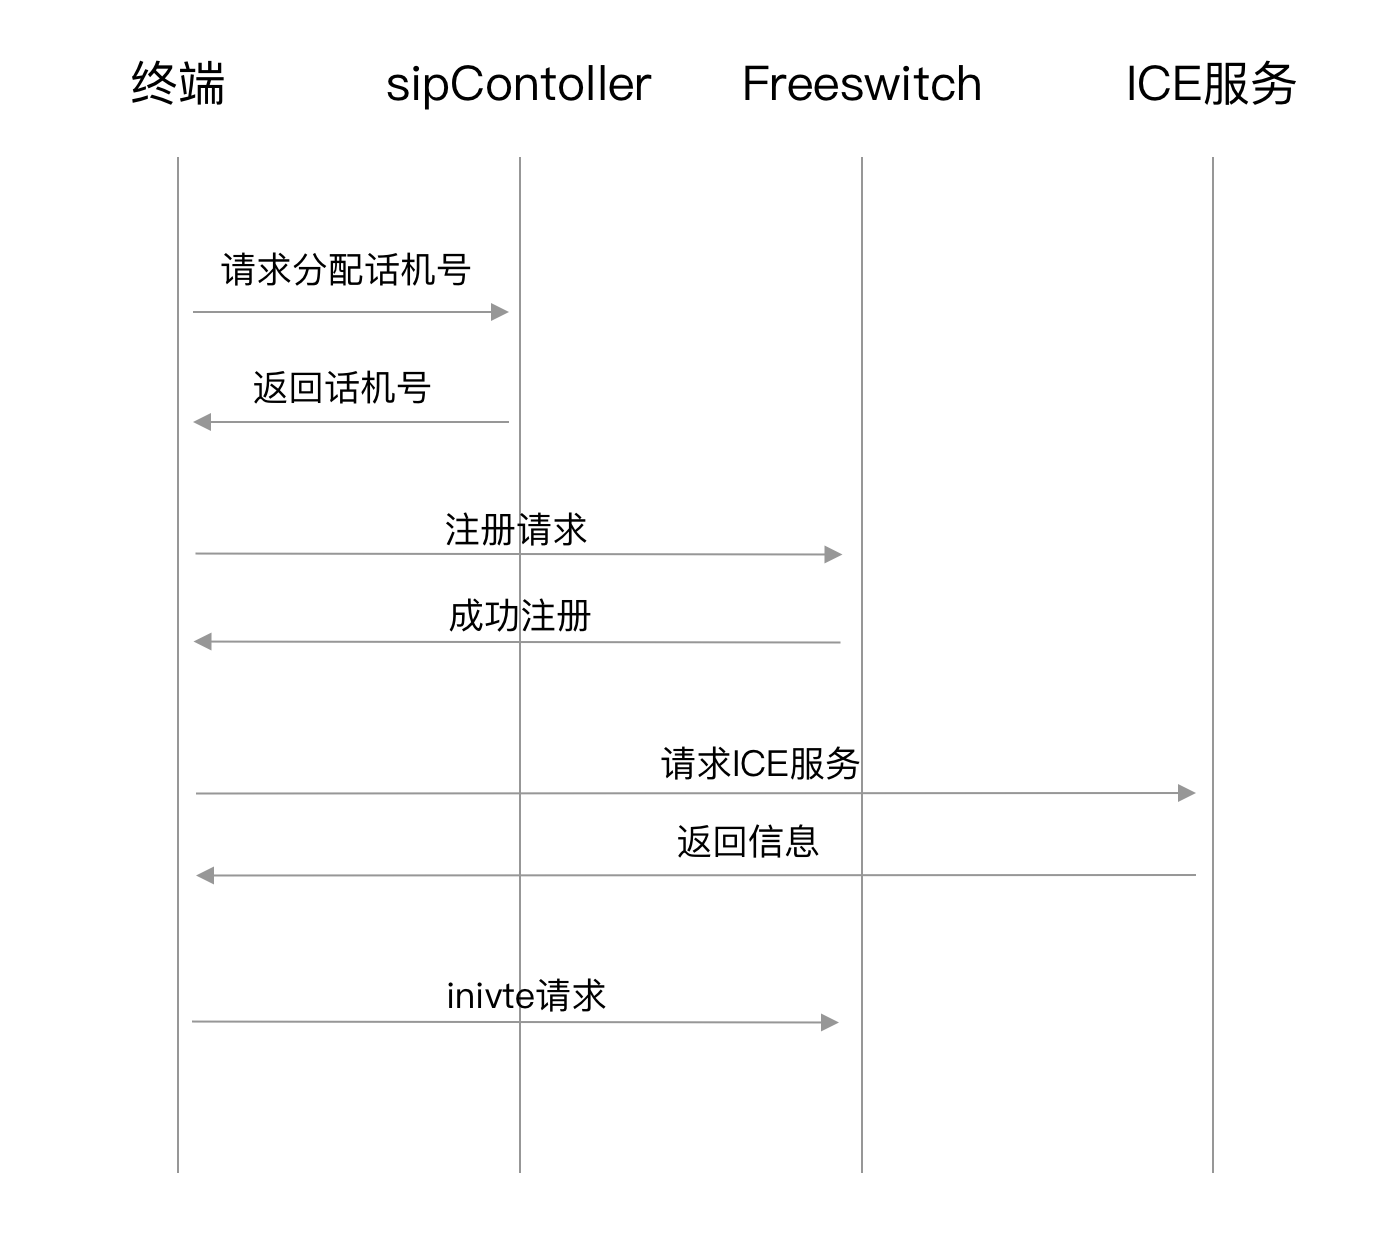 终端
sipContoller
Freeswitch
ICE服务
请求分配话机号
返回话机号
注册请求
成功注册
请求ICE服务
返回信息
inivte请求